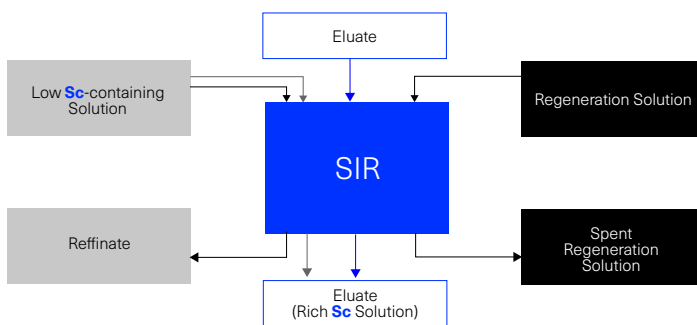 Eluate
Low Sc-containing
Solution
Regeneration Solution
SIR
Reffinate
Spent
Regeneration
Solution
Eluate
(Rich Sc Solution)